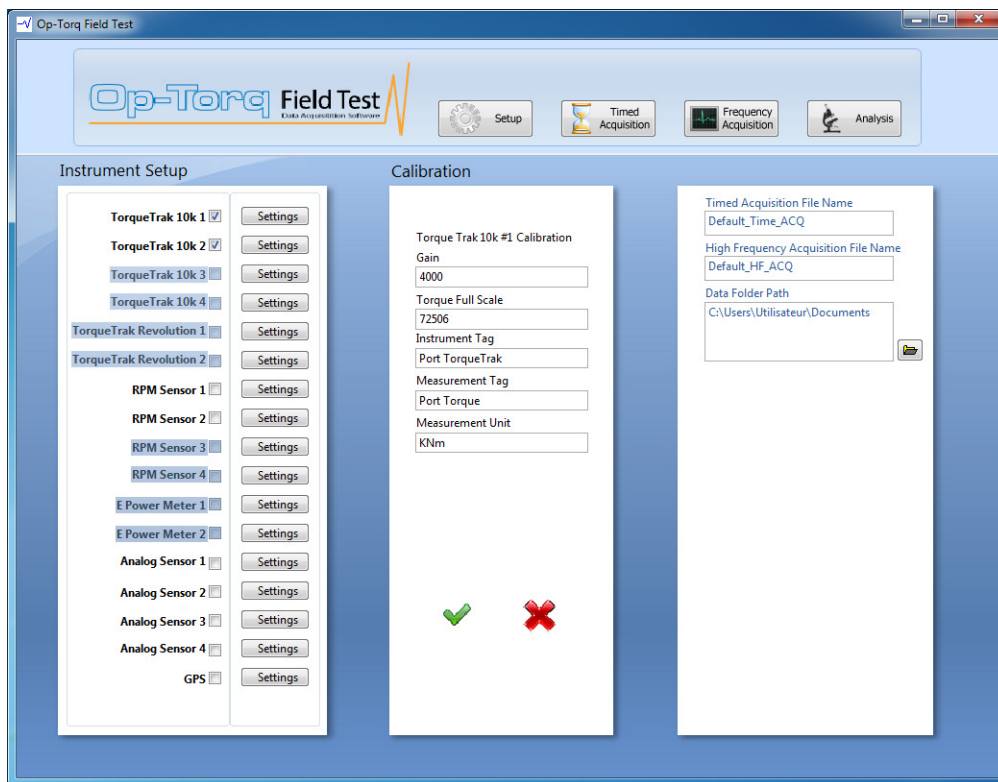 Op-Torq Field Test
Op-Torq Field Test
Data Acquisition Software
Setup
Timed
Acquisition
Frequency
Acquisition
Analysis
Instrument Setup
TorqueTrak 10k 1 Settings
TorqueTrak 10k 2 Settings
TorqueTrak 10k 3 Settings
TorqueTrak 10k 4 Settings
TorqueTrak Revolution 1 Settings
TorqueTrak Revolution 2 Settings
RPM Sensor 1 Settings
RPM Sensor 2 Settings
RPM Sensor 3 Settings
RPM Sensor 4 Settings
E Power Meter 1 Settings
E Power Meter 2 Settings
Analog Sensor 1 Settings
Analog Sensor 2 Settings
Analog Sensor 3 Settings
Analog Sensor 4 Settings
GPS Settings
Calibration
Torque Trak 10k #1 Calibration
Gain
4000
Torque Full Scale
72506
Instrument Tag
Port TorqueTrak
Measurement Tag
Port Torque
Measurement Unit
KNm
Timed Acquisition File Name
Default_Time_ACQ
High Frequency Acquisition File Name
Default_HF_ACQ
Data Folder Path
C:\Users\Utilisateur\Documents